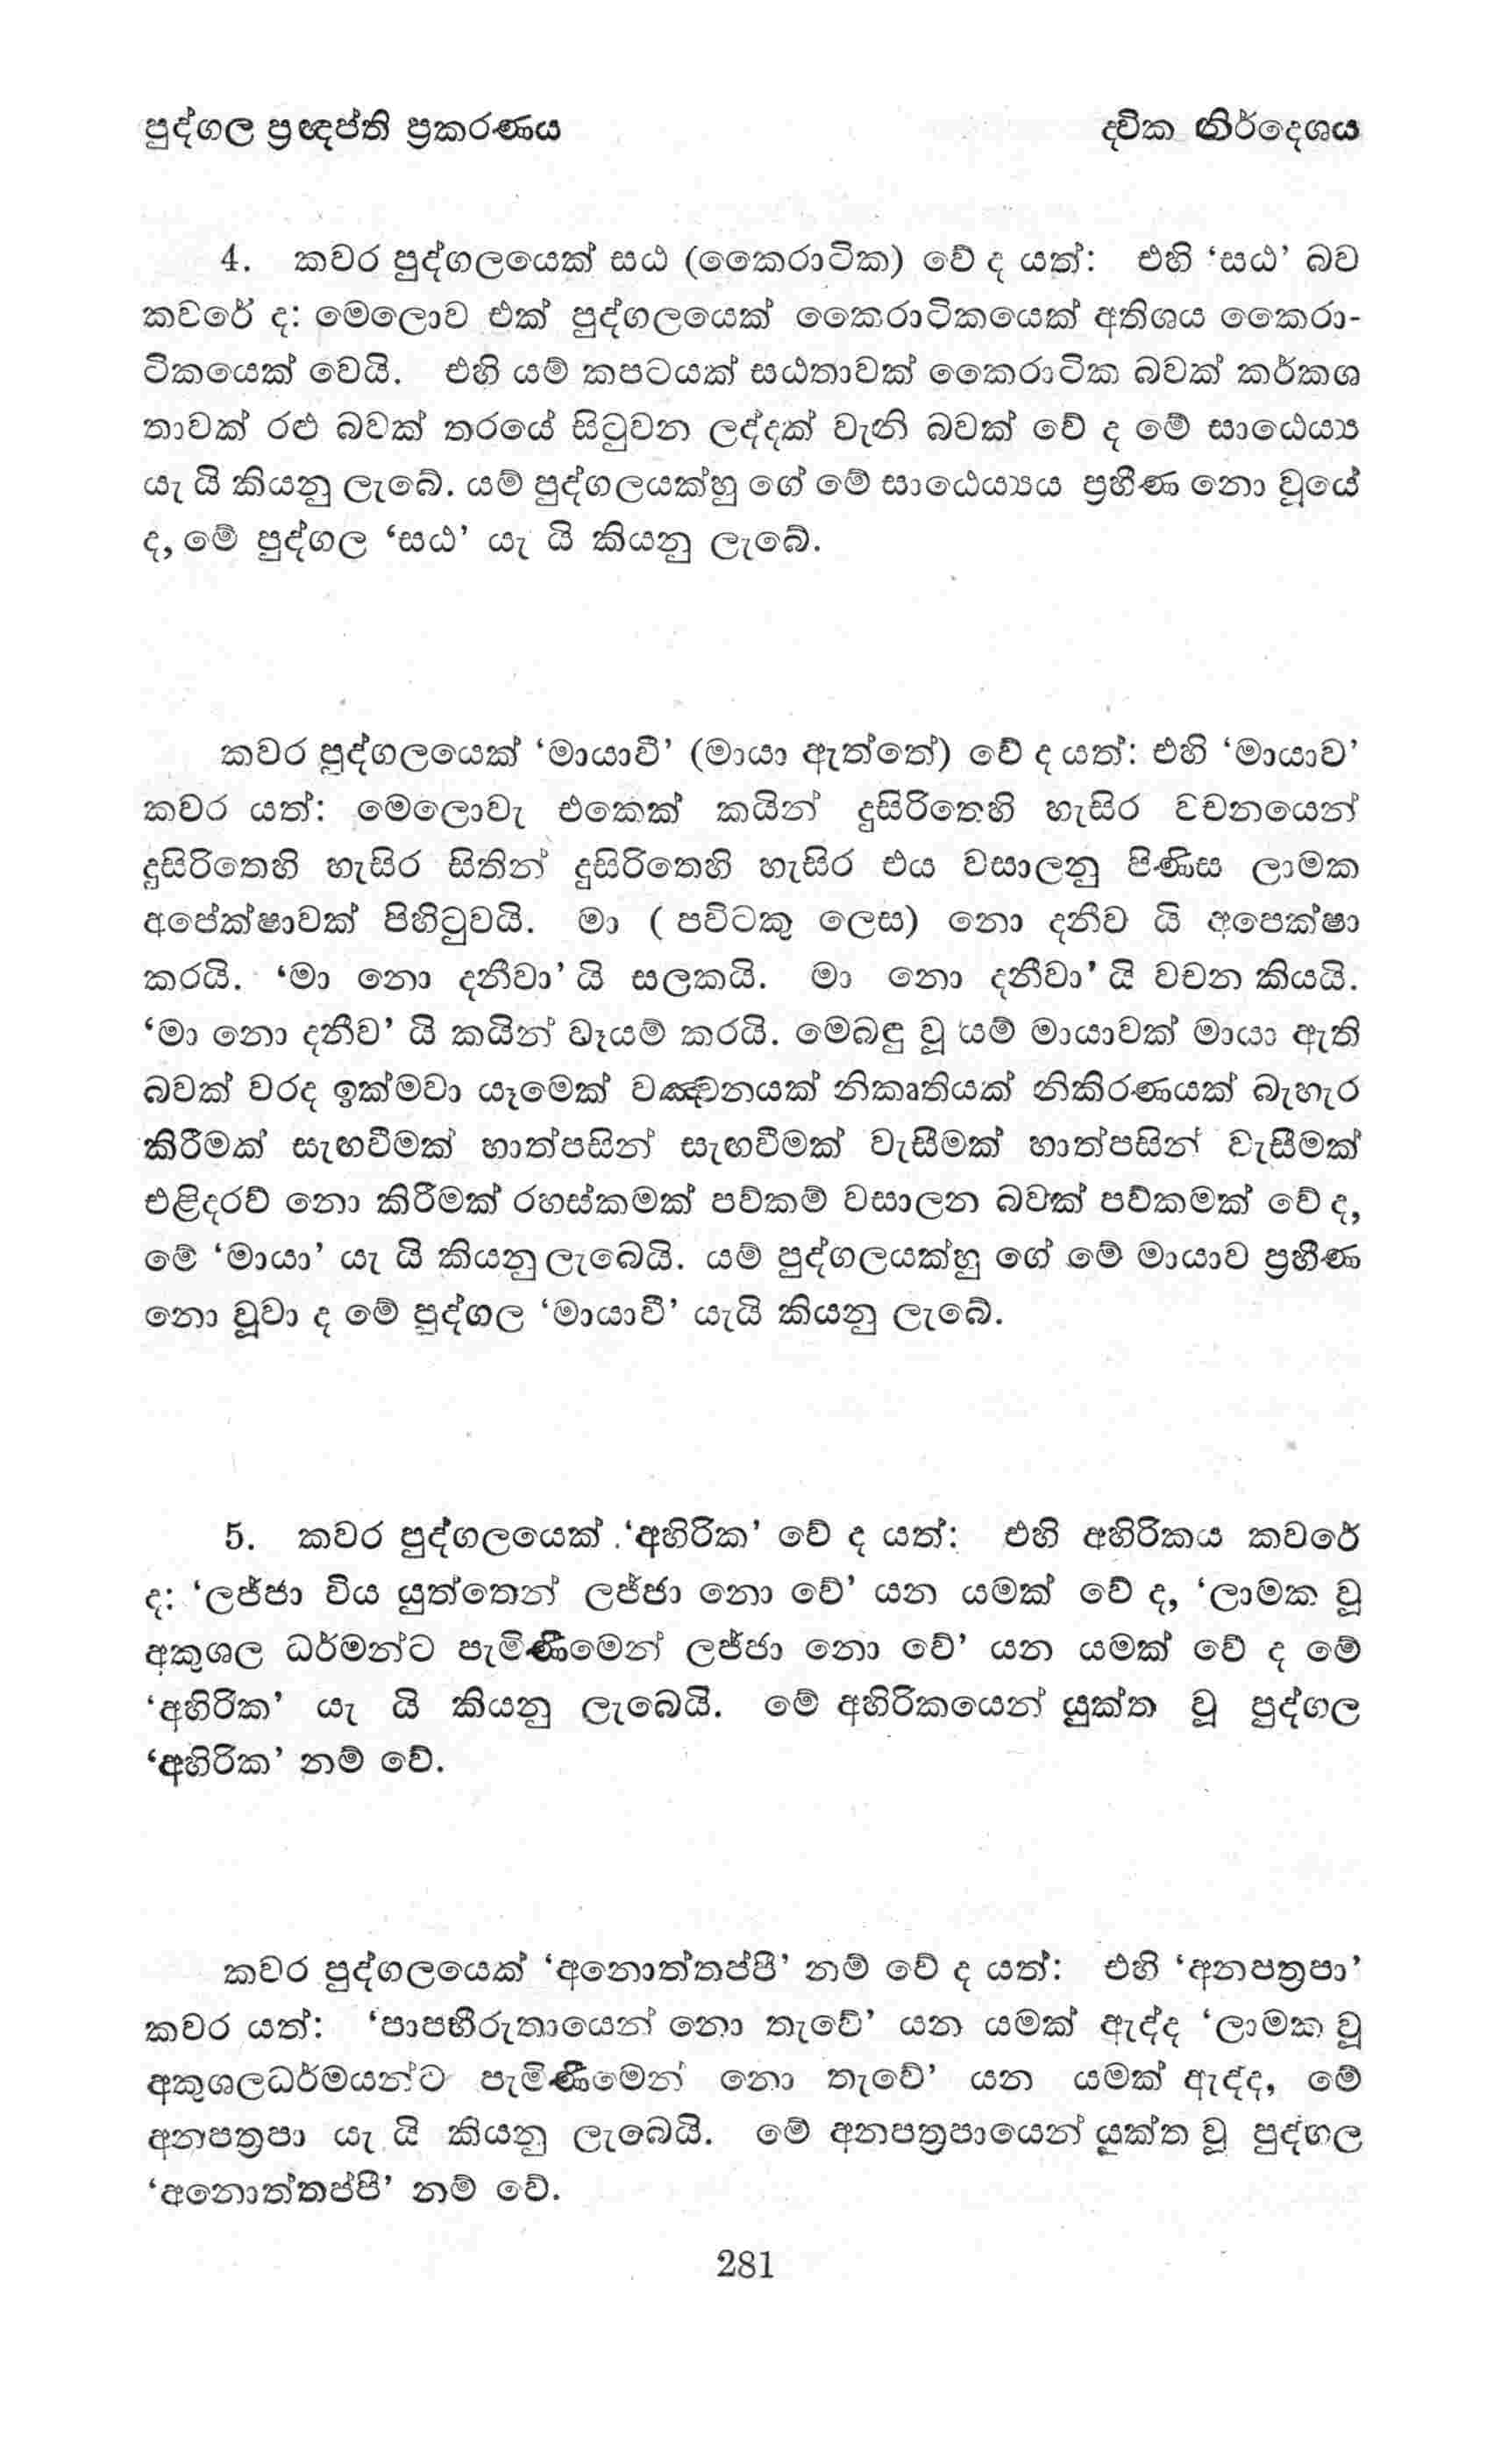 පුද්ගල ප්‍රඥප්ති ප්‍රකරණය ද්වික නිර්දෙශය
4. කවර පුද්ගලයෙක් සඨ (කෛරාටික) වේ ද යත්: එහි ‘සඨ’ බව
කවරේ ද: මෙලොව එක් පුද්ගලයෙක් කෛරාටිකයෙක් අතිශය කෛරා-
ටිකයෙක් වෙයි. එහි යම් කපටයක් සඨතාවක් කෛරාටික බවක් කර්කශ
තාවක් රළු බවක් තරයේ සිටුවන ලද්දක් වැනි බවක් වේ ද මේ සාඨෙය්‍ය
යැ යි කියනු ලැබේ. යම් පුද්ගලයක්හු ගේ මේ සාඨෙය්‍යය ප්‍රහීණ නො වූයේ
ද, මේ පුද්ගල ‘සඨ’ යැ යි කියනු ලැබේ.
කවර පුද්ගලයෙක් ‘මායාවී’ (මායා ඇත්තේ) වේ ද යත්: එහි ‘මායාව’
කවර යත්: මෙලොවැ එකෙක් කයින් දුසිරිතෙහි හැසිර වචනයෙන්
දුසිරිතෙහි හැසිර සිතින් දුසිරිතෙහි හැසිර එය වසාලනු පිණිස ලාමක
අපේක්ෂාවක් පිහිටුවයි. මා ( පවිටකු ලෙස) නො දනීව යි අපෙක්ෂා
කරයි. ‘මා නො දනීවා’ යි සලකයි. මා නො දනීවා’ යි වචන කියයි.
‘මා නො දනීව’ යි කයින් වෑයම් කරයි. මෙබඳු වූ යම් මායාවක් මායා ඇති
බවක් වරද ඉක්මවා යෑමෙක් වඤ්චනයක් නිකෘතියක් නිකිරණයක් බැහැර
කිරීමක් සැඟවීමක් හාත්පසින් සැඟවීමක් වැසීමක් හාත්පසින් වැසීමක්
එළිදරව් නො කිරීමක් රහස්කමක් පව්කම් වසාලන බවක් පව්කමක් වේ ද,
මේ ‘මායා’ යැ යි කියනු ලැබෙයි. යම් පුද්ගලයක්හු ගේ මේ මායාව ප්‍රහීණ
නො වූවා ද මේ පුද්ගල ‘මායාවී’ යැයි කියනු ලැබේ.
5. කවර පුද්ගලයෙක් ‘අහිරික’ වේ ද යත්: එහි අහිරිකය කවරේ
ද: ‘ලජ්ජා විය යුත්තෙන් ලජ්ජා නො වේ’ යන යමක් වේ ද, ‘ලාමක වූ
අකුශල ධර්මන්ට පැමිණීමෙන් ලජ්ජා නො වේ’ යන යමක් වේ ද මේ
‘අහිරික’ යැ යි කියනු ලැබෙයි. මේ අහිරිකයෙන් යුක්ත වූ පුද්ගල
‘අහිරික’ නම් වේ.
කවර පුද්ගලයෙක් ‘අනොත්තප්පී’ නම් වේ ද යත්: එහි ‘අනපත්‍රපා’
කවර යත්: ‘පාපභීරුතායෙන් නො තැවේ’ යන යමක් ඇද්ද ‘ලාමක වූ
අකුශලධර්මයන්ට පැමිණීමෙන් නො තැවේ’ යන යමක් ඇද්ද, මේ
අනපත්‍රපා යැ යි කියනු ලැබෙයි. මේ අනපත්‍රපායෙන් යුක්ත වූ පුද්ගල
‘අනොත්තප්පී’ නම් වේ.
281